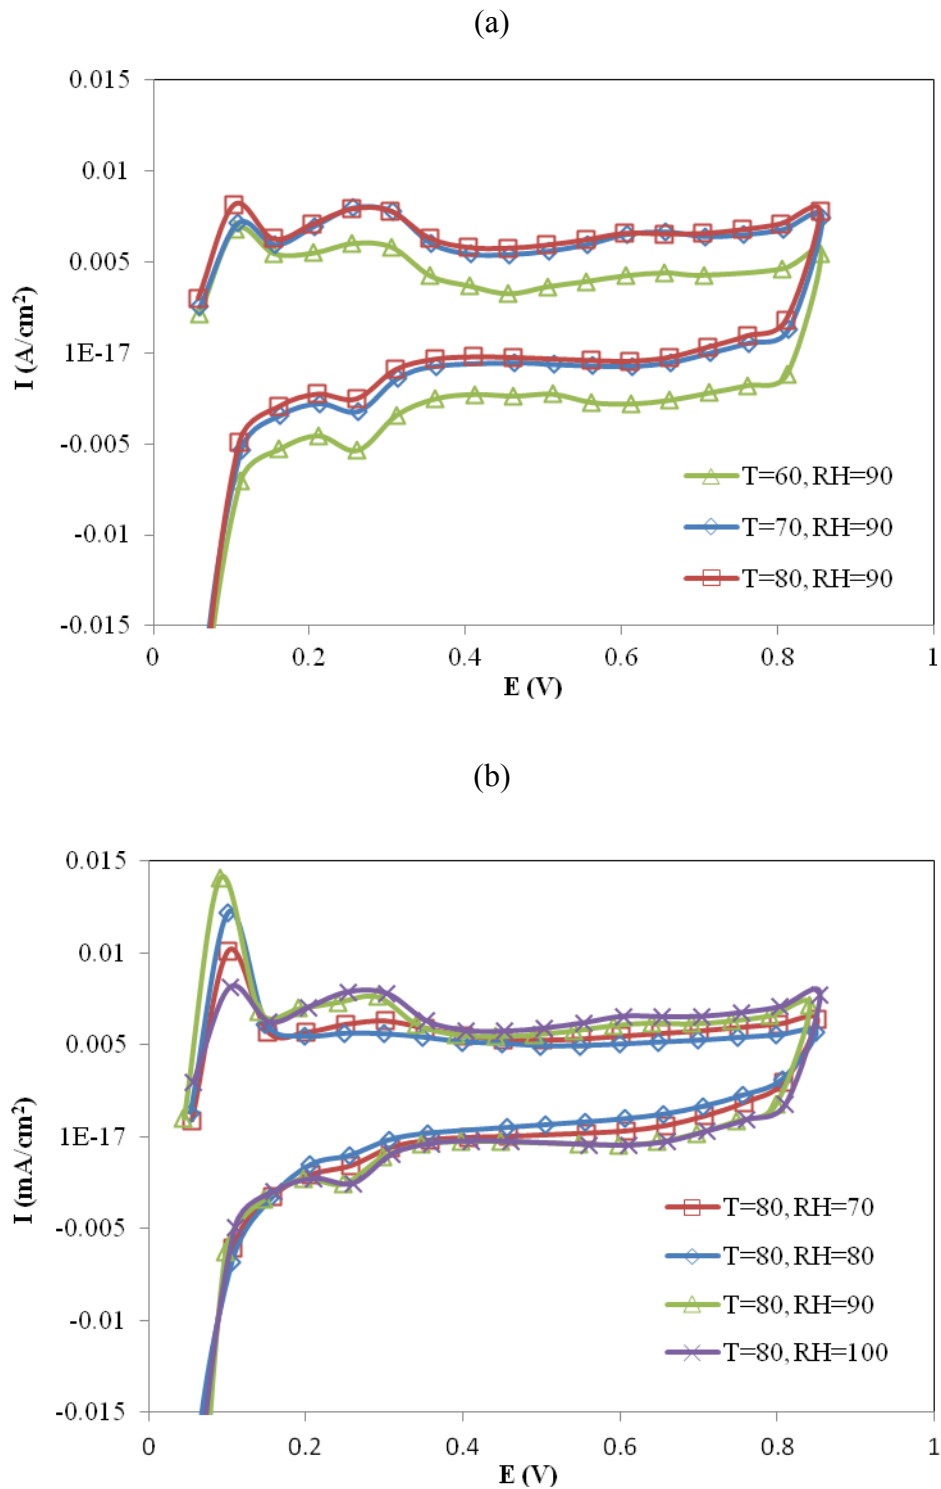 (a)
0.015
0.01
0.005
1E-17
-0.005
-0.01
-0.015
I (A/cm²)
T=60, RH=90
T=70, RH=90
T=80, RH=90
0
0.2
0.4
0.6
0.8
1
E (V)
(b)
0.015
0.01
0.005
1E-17
-0.005
-0.01
-0.015
I (mA/cm²)
T=80, RH=70
T=80, RH=80
T=80, RH=90
T=80, RH=100
0
0.2
0.4
0.6
0.8
1
E (V)